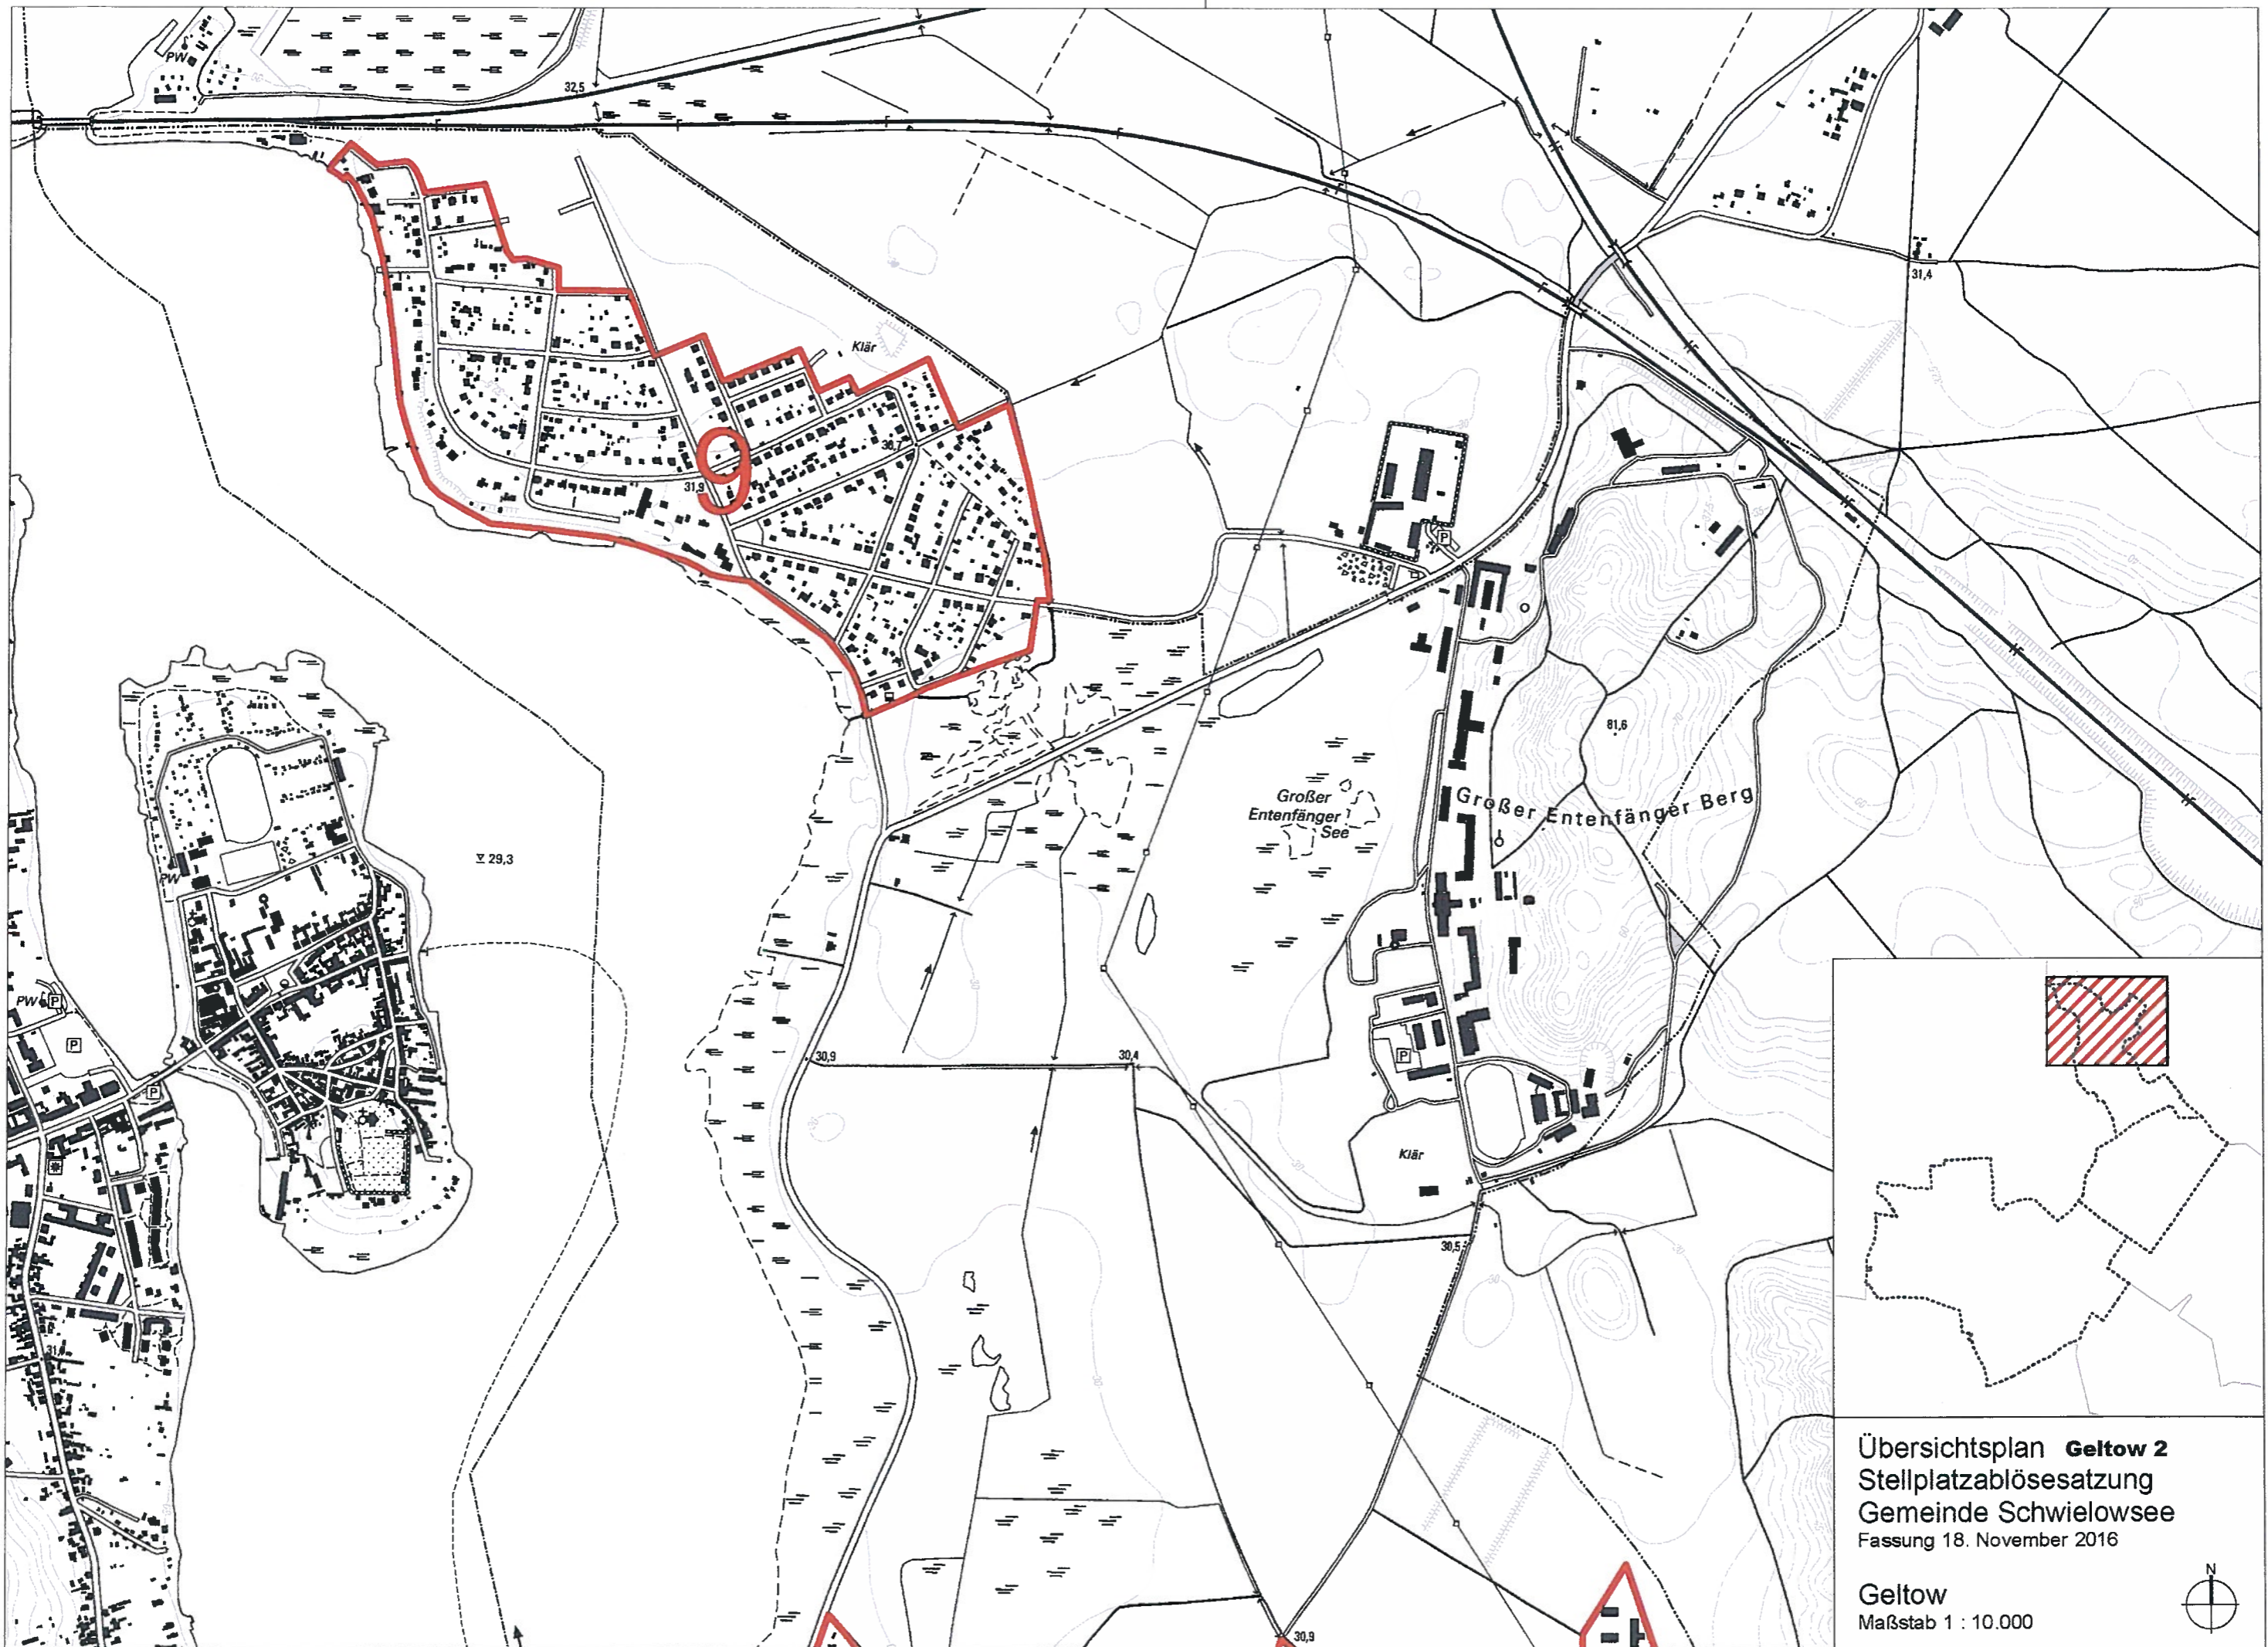 PW
32,5
31,4
Klär
9
30,7
31,9
P
81,6
Großer Entenfänger Berg
Großer
Entenfänger
See
29,3
PW
PW
P
P
P
30,9
30,4
P
Klär
30,5
30,9
Übersichtsplan Geltow 2
Stellplatzablösesatzung
Gemeinde Schwielowsee
Fassung 18. November 2016
Geltow
Maßstab 1 : 10.000
N